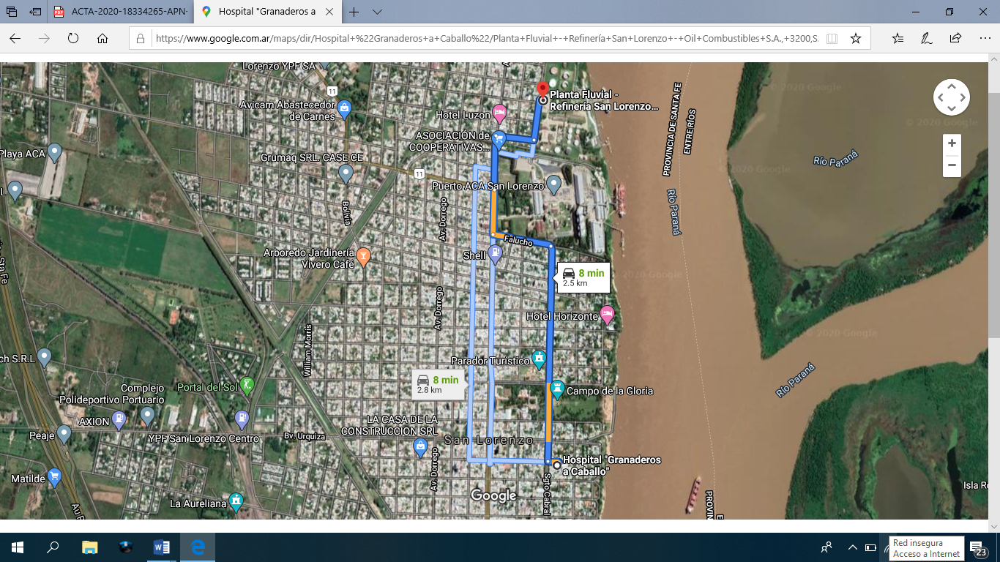 ACTA-2020-18334265-APN-
Hospital "Granaderos a
https://www.google.com.ar/maps/dir/Hospital+%22Granaderos+a+Caballo%22/Planta+Fluvial+-+Refinería+San+Lorenzo+-+Oil+Combustibles+S.A.,+3200,S
Lorenzo YPF SA
11
Avicam Abastecedor
de Carnes
Hotel Luzon
Planta Fluvial -
Refinería San Lorenzo...
PROVINCIA DE SANTA FE
ENTRE RÍOS
© 2020 Google
© 2020 Google
ASOCIACIÓN de
COOPERATIVAS...
Playa ACA
Grumaq SRL. CASE CE
11
Río Paraná
© 2020 Google
Puerto ACA San Lorenzo
Bolivia
Av. Dorrego
Río Paraná
Sta Fe
Falucho
Shell
Arboredo Jardinería
Vivero Café
8 min
2.5 km
© 2020 Google
Av. Dorrego
Hotel Horizonte
William Morris
© 2020 Google
ch S.R.L
Parador Turístico
Río Paraná
8 min
2.8 km
Complejo
Polideportivo Portuario
Portal del Sol
Campo de la Gloria
AXION
LA CASA DE LA
CONSTRUCCION SRL
Peaje
YPF San Lorenzo Centro
Bv. Urquiza
San Lorenzo
Hospital "Granaderos
a Caballo"
Av. Dorrego
Matilde
Sgto Cabral
Isla
Google
La Aureliana
PROVIN
Red insegura
Acceso a Internet
23